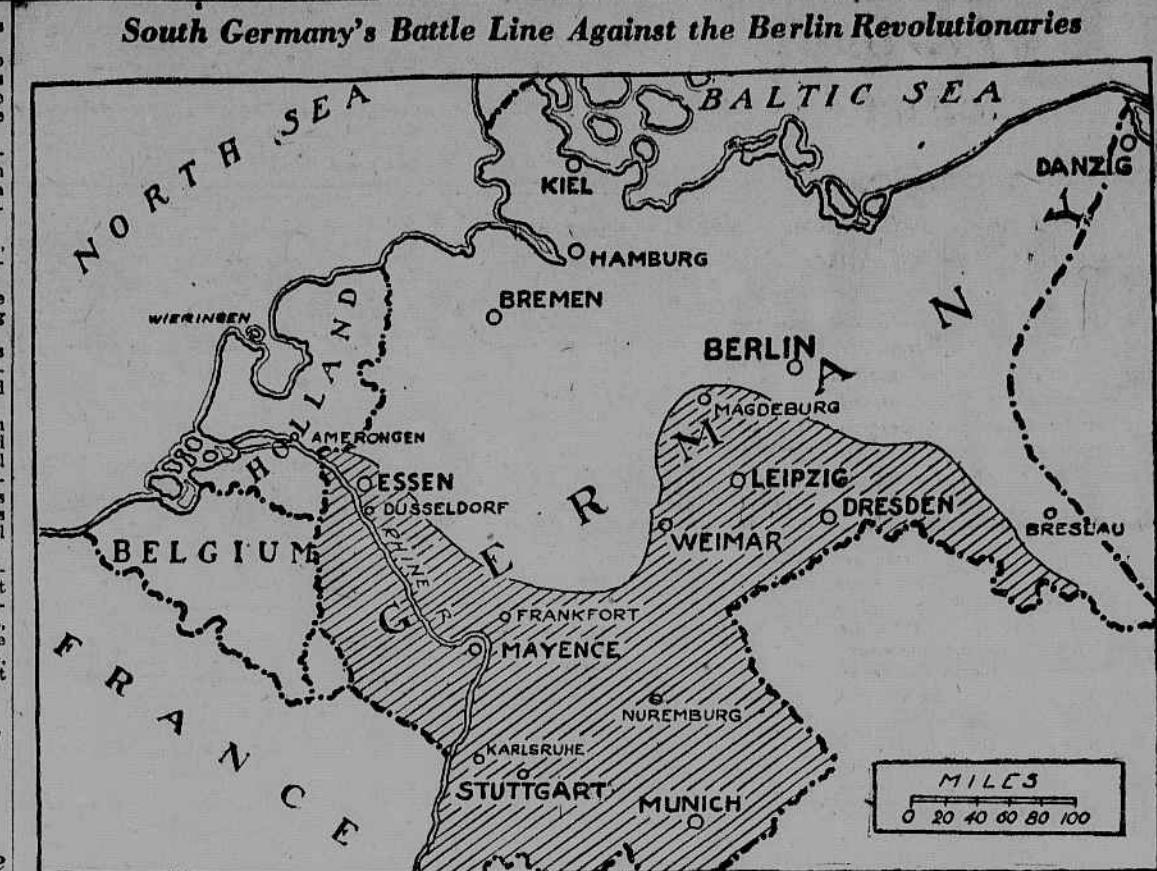 South Germany's Battle Line Against the Berlin Revolutionaries
NORTH SEA
BALTIC SEA
DANZIG
KIEL
HAMBURG
BREMEN
WIERINGEN
HOLLAND
BERLIN
MAGDEBURG
AMERONGEN
ESSEN
DUSSELDORF
LEIPZIG
DRESDEN
BRESLAU
WEIMAR
BELGIUM
RHINE R
GERMANY
FRANKFORT
MAYENCE
FRANCE
NUREMBURG
KARLSRUHE
STUTTGART
MUNICH
MILES
0 20 40 60 80 100